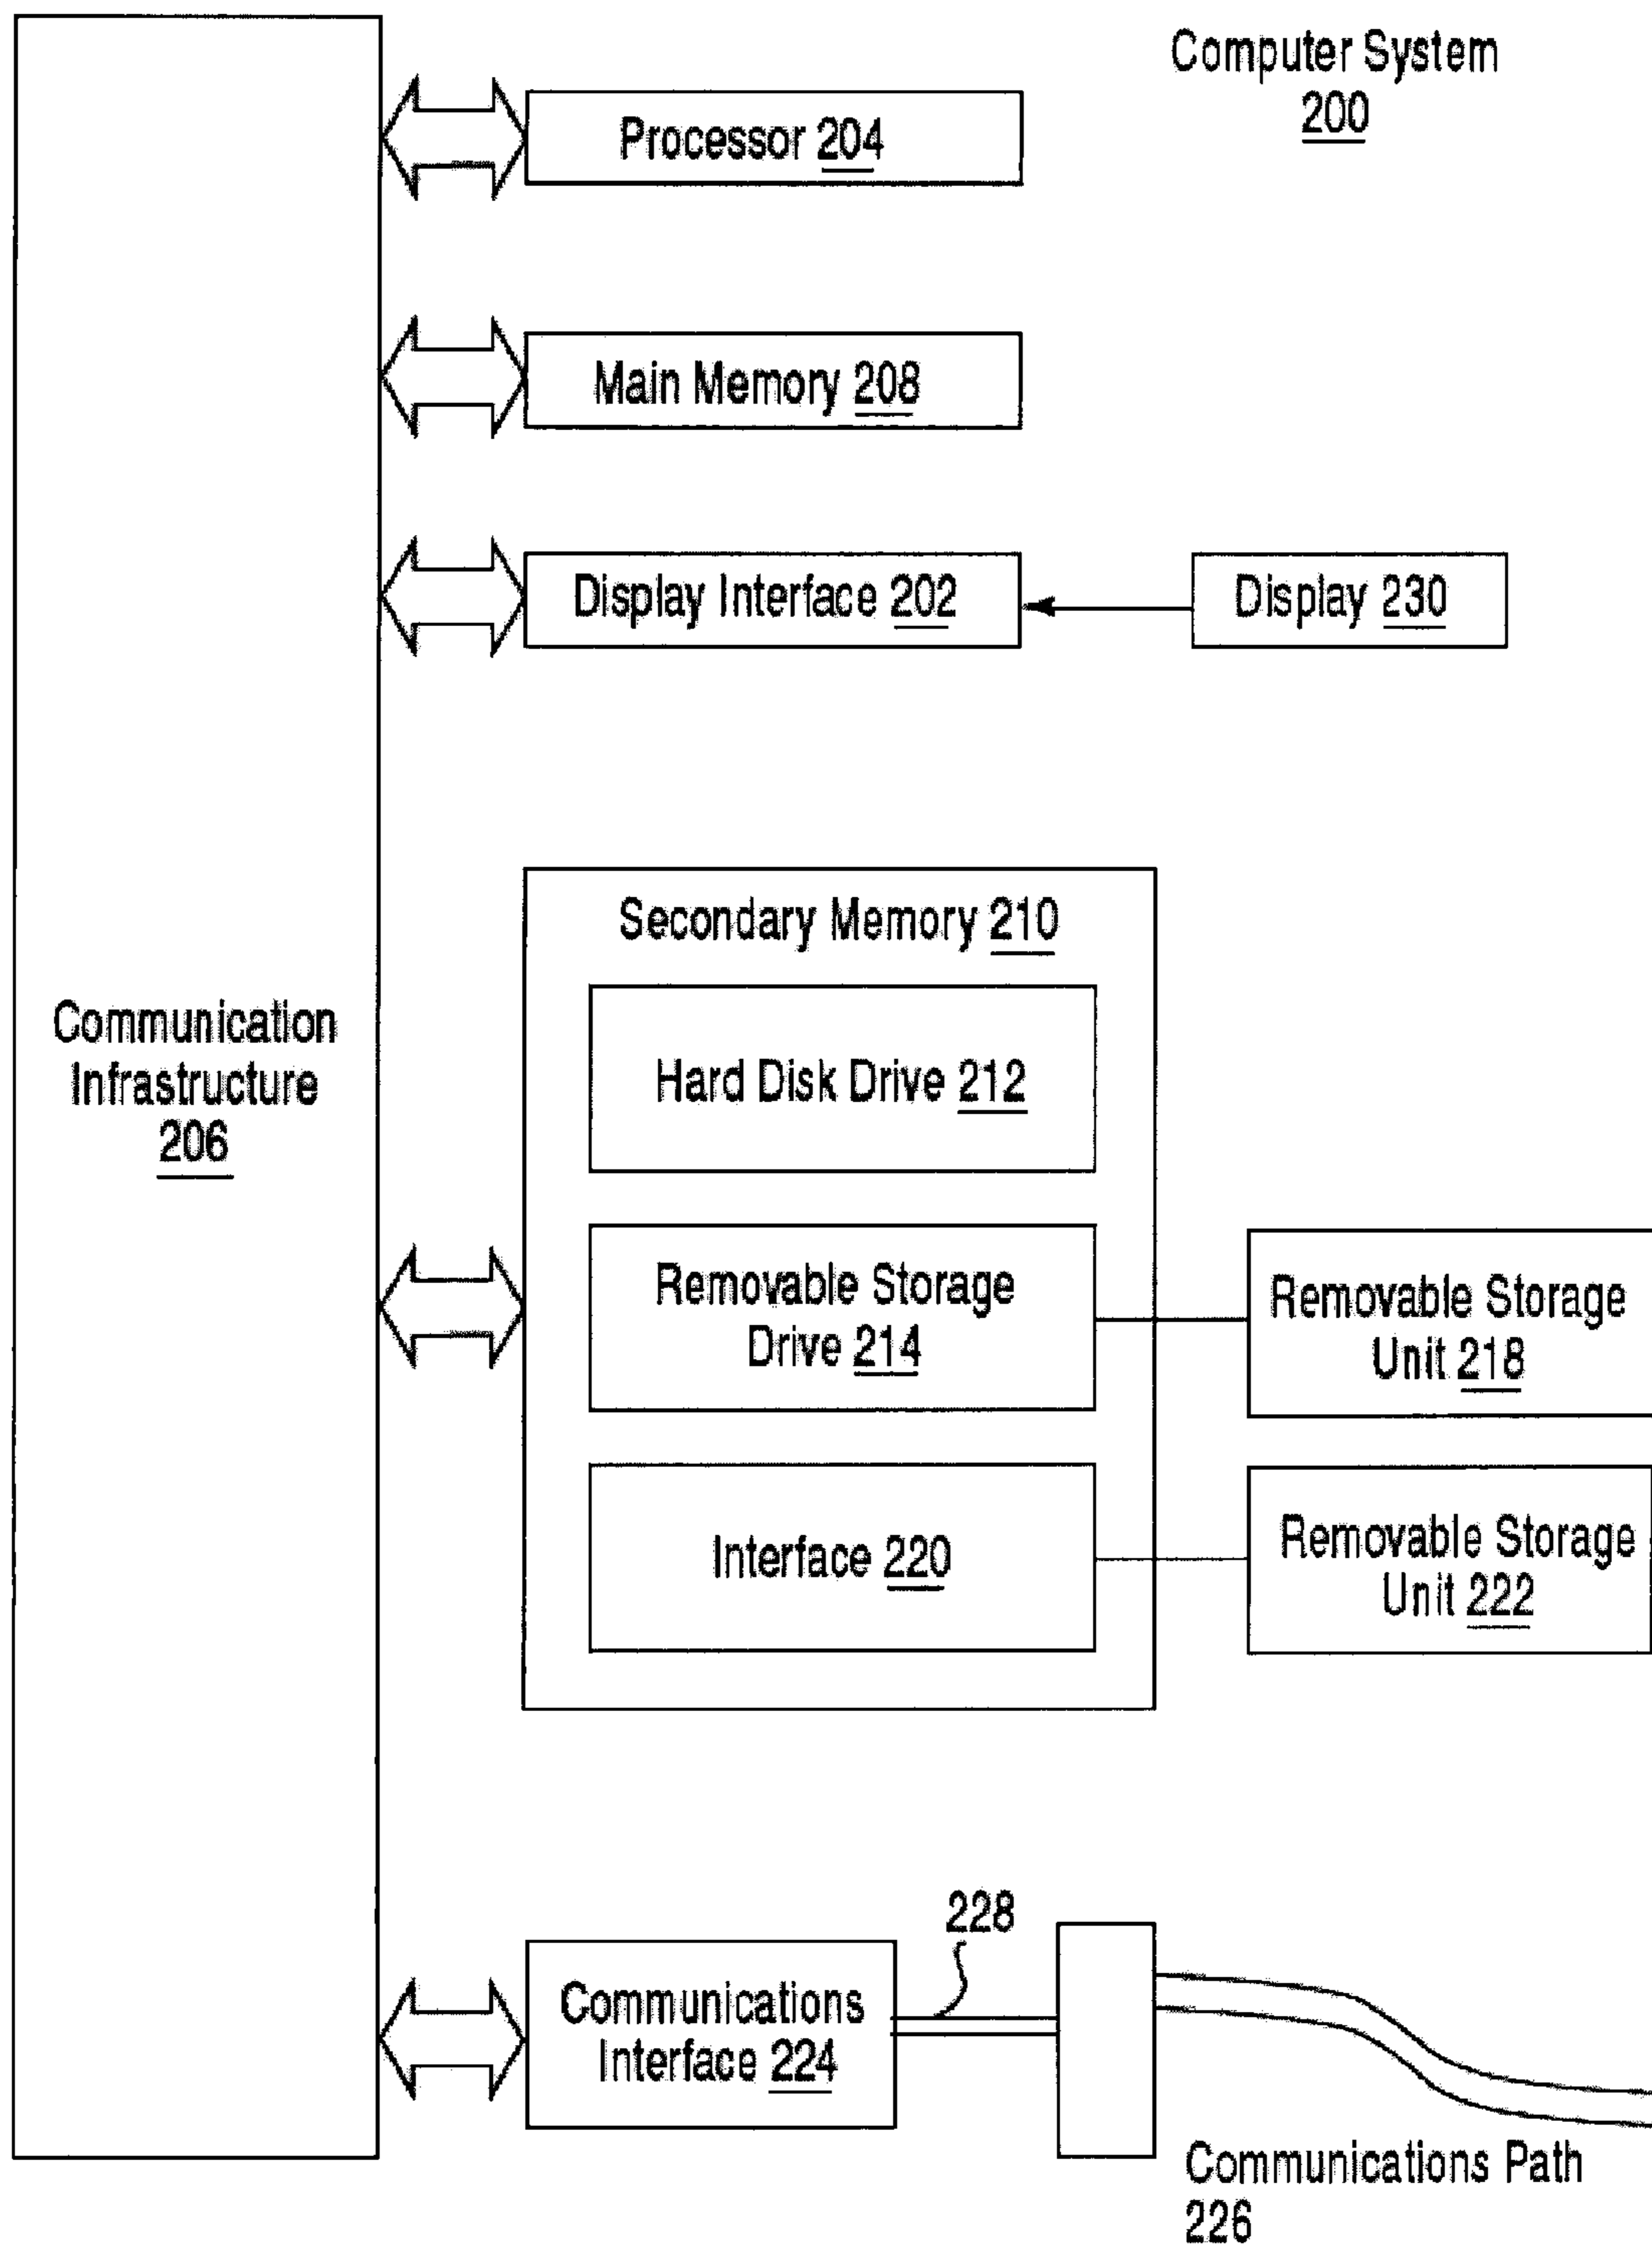 Computer System
200
Processor 204
Main Memory 208
Display Interface 202
Display 230
Secondary Memory 210
Hard Disk Drive 212
Communication
Infrastructure
206
Removable Storage
Drive 214
Removable Storage
Unit 218
Interface 220
Removable Storage
Unit 222
228
Communications
Interface 224
Communications Path
226